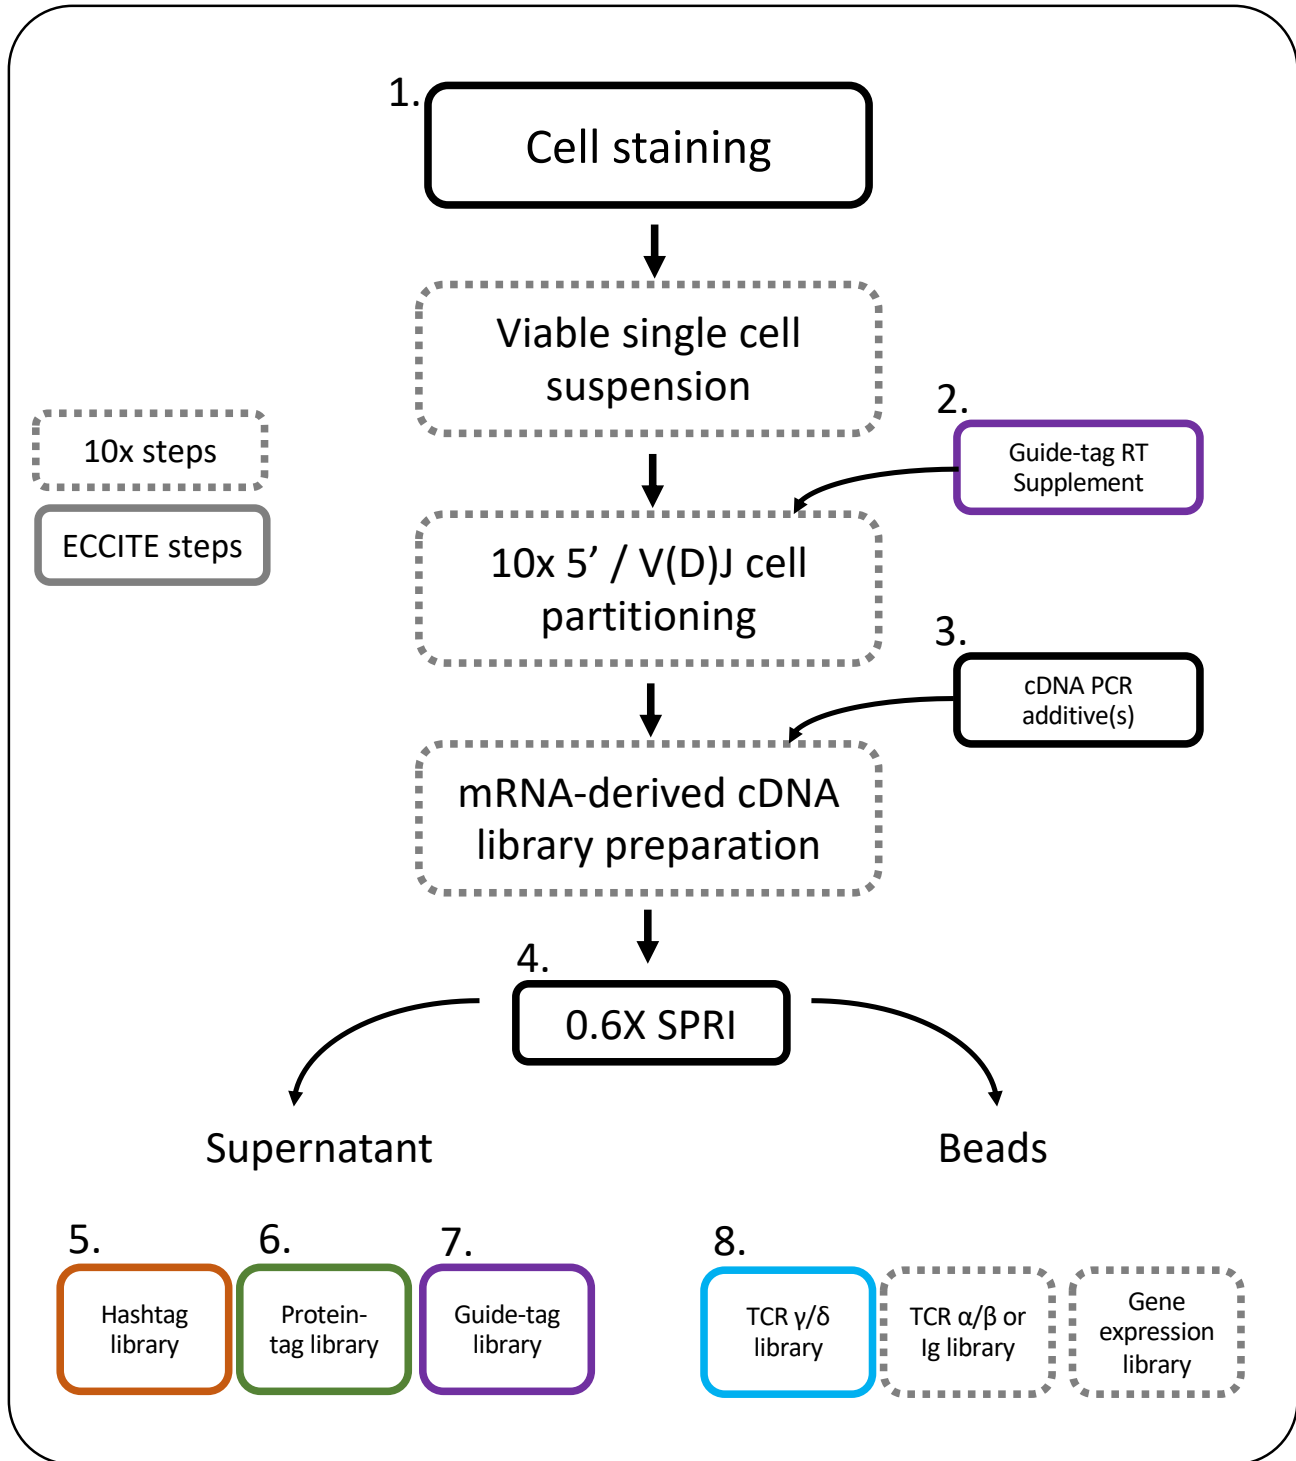 1.
Cell staining
Viable single cell
suspension
2.
Guide-tag RT
Supplement
10x steps
ECCITE steps
10x 5’ / V(D)J cell
partitioning
3.
cDNA PCR
additive(s)
mRNA-derived cDNA
library preparation
4.
0.6X SPRI
Supernatant
Beads
5.
Hashtag
library
6.
Protein-
tag library
7.
Guide-tag
library
8.
TCR γ/δ
library
TCR α/β or
Ig library
Gene
expression
library